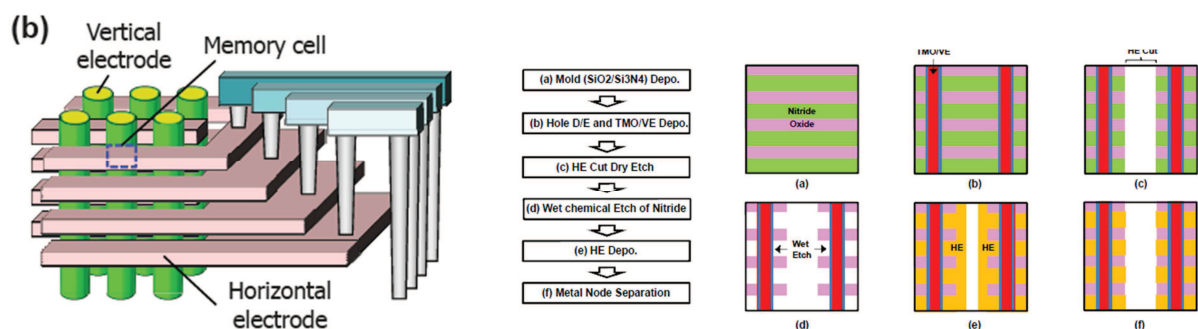 (b)
Vertical
electrode
Memory cell
Horizontal
electrode
(a) Mold (SiO2/Si3N4) Depo.
(b) Hole D/E and TMO/VE Depo.
(c) HE Cut Dry Etch
(d) Wet chemical Etch of Nitride
(e) HE Depo.
(f) Metal Node Separation
Nitride
Oxide
(a)
TMO/VE
(b)
HE Cut
(c)
Wet
Etch
(d)
HE HE
(e)
(f)